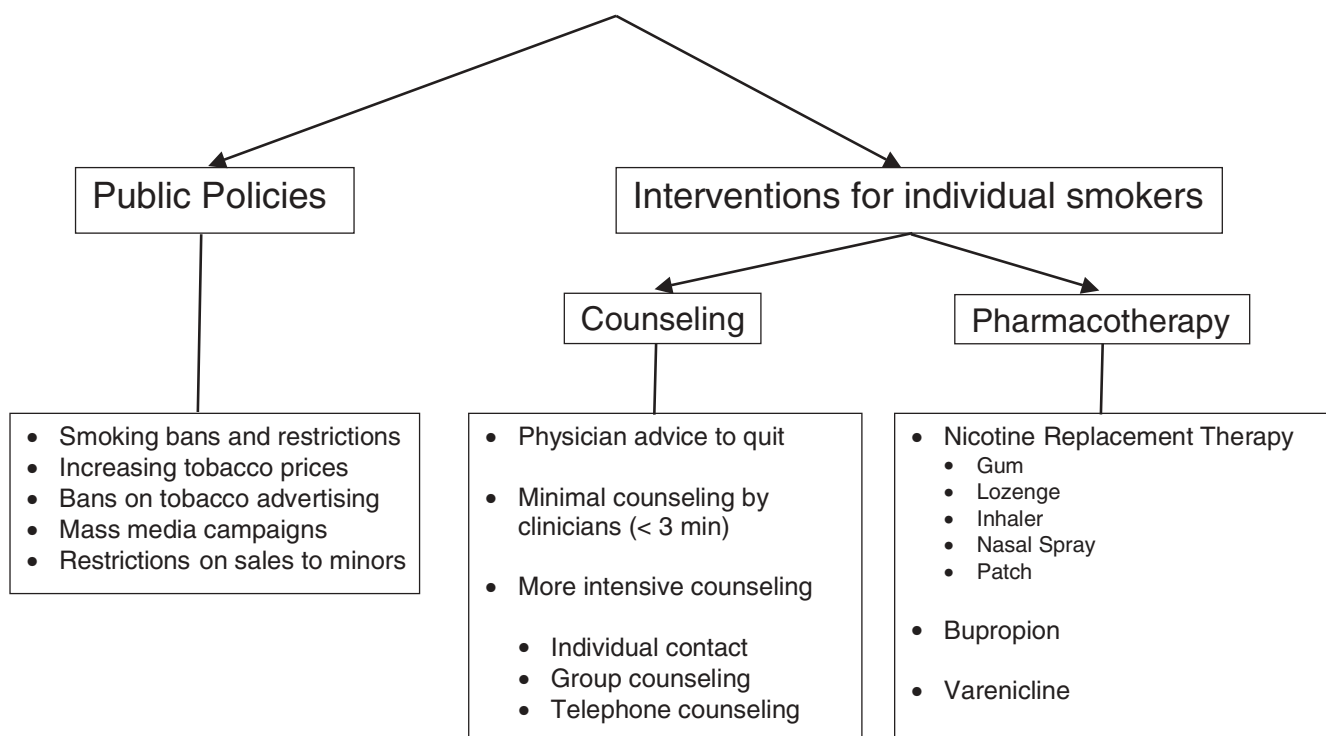 Public Policies
Interventions for individual smokers
Counseling
Pharmacotherapy
• Smoking bans and restrictions
• Increasing tobacco prices
• Bans on tobacco advertising
• Mass media campaigns
• Restrictions on sales to minors
• Physician advice to quit
• Minimal counseling by
clinicians (< 3 min)
• More intensive counseling
• Individual contact
• Group counseling
• Telephone counseling
• Nicotine Replacement Therapy
• Gum
• Lozenge
• Inhaler
• Nasal Spray
• Patch
• Bupropion
• Varenicline